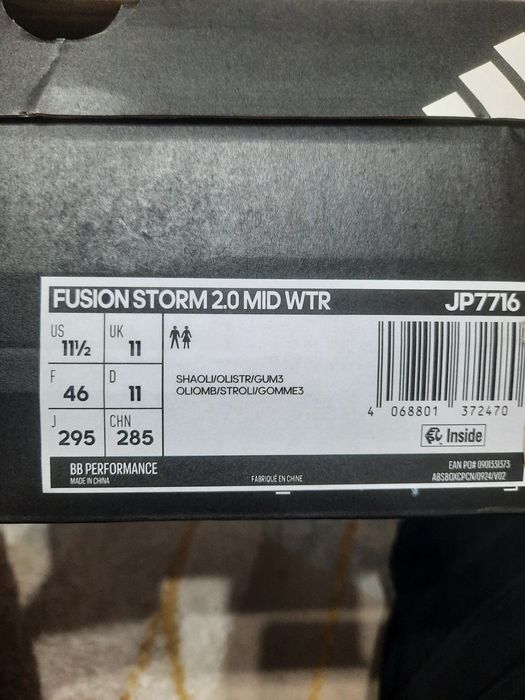 FUSION STORM 2.0 MID WTR JP7716
US 11½ UK 11
F 46 D 11
J 295 CHN 285
SHAOLI/OLISTR/GUM3
OLIOMB/STROLI/GOMME3
4 068801 372470
Inside
BB PERFORMANCE
MADE IN CHINA
FABRIQUÉ EN CHINE
EAN PO# 0901331373
ABSBOXCPCN/0924/V02